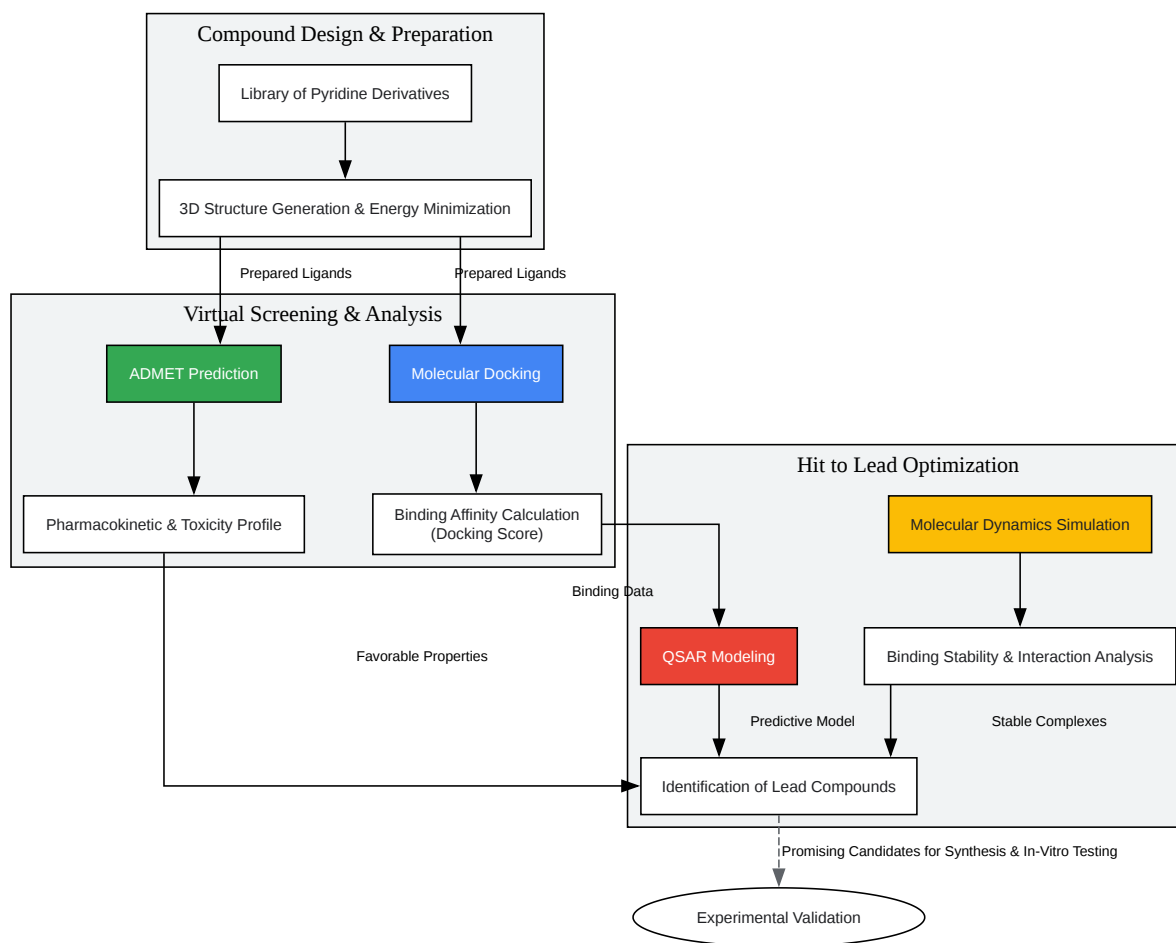 Compound Design & Preparation
Library of Pyridine Derivatives
3D Structure Generation & Energy Minimization
Prepared Ligands
Prepared Ligands
Virtual Screening & Analysis
ADMET Prediction
Molecular Docking
Pharmacokinetic & Toxicity Profile
Binding Affinity Calculation
(Docking Score)
Hit to Lead Optimization
Molecular Dynamics Simulation
Binding Data
Favorable Properties
QSAR Modeling
Binding Stability & Interaction Analysis
Predictive Model
Stable Complexes
Identification of Lead Compounds
Promising Candidates for Synthesis & In-Vitro Testing
Experimental Validation